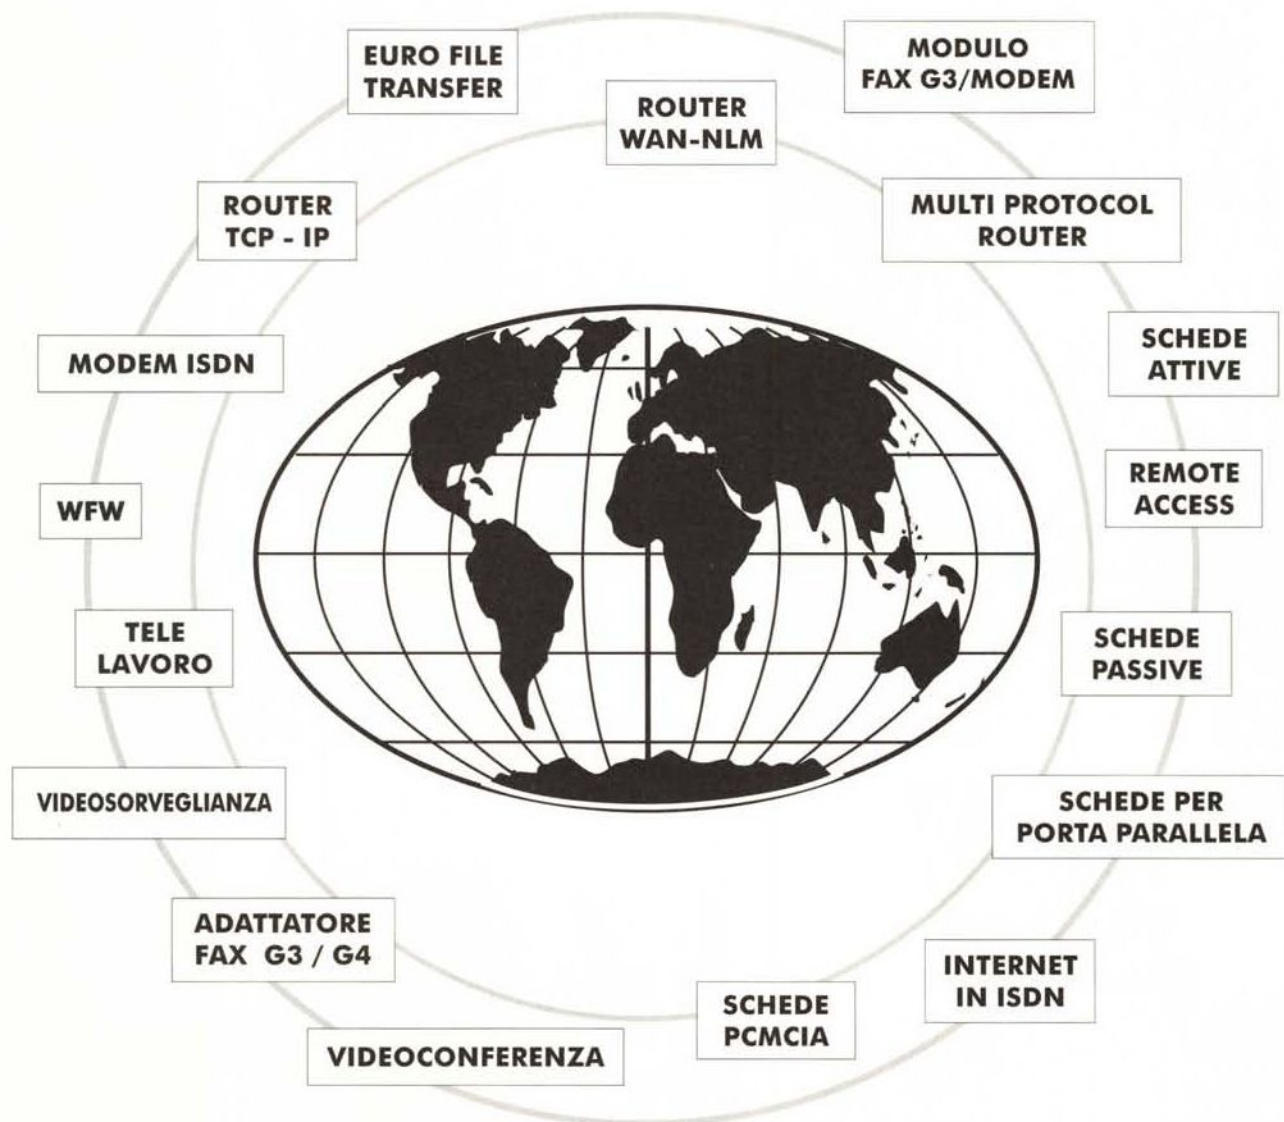 EURO FILE
TRANSFER
MODULO
FAX G3/MODEM
ROUTER
WAN-NLM
ROUTER
TCP - IP
MULTI PROTOCOL
ROUTER
MODEM ISDN
SCHEDE
ATTIVE
WFW
REMOTE
ACCESS
TELE
LAVORO
SCHEDE
PASSIVE
VIDEOSORVEGLIANZA
SCHEDE PER
PORTA PARALLELA
ADATTATORE
FAX G3 / G4
INTERNET
IN ISDN
SCHEDE
PCMCIA
VIDEOCONFERENZA